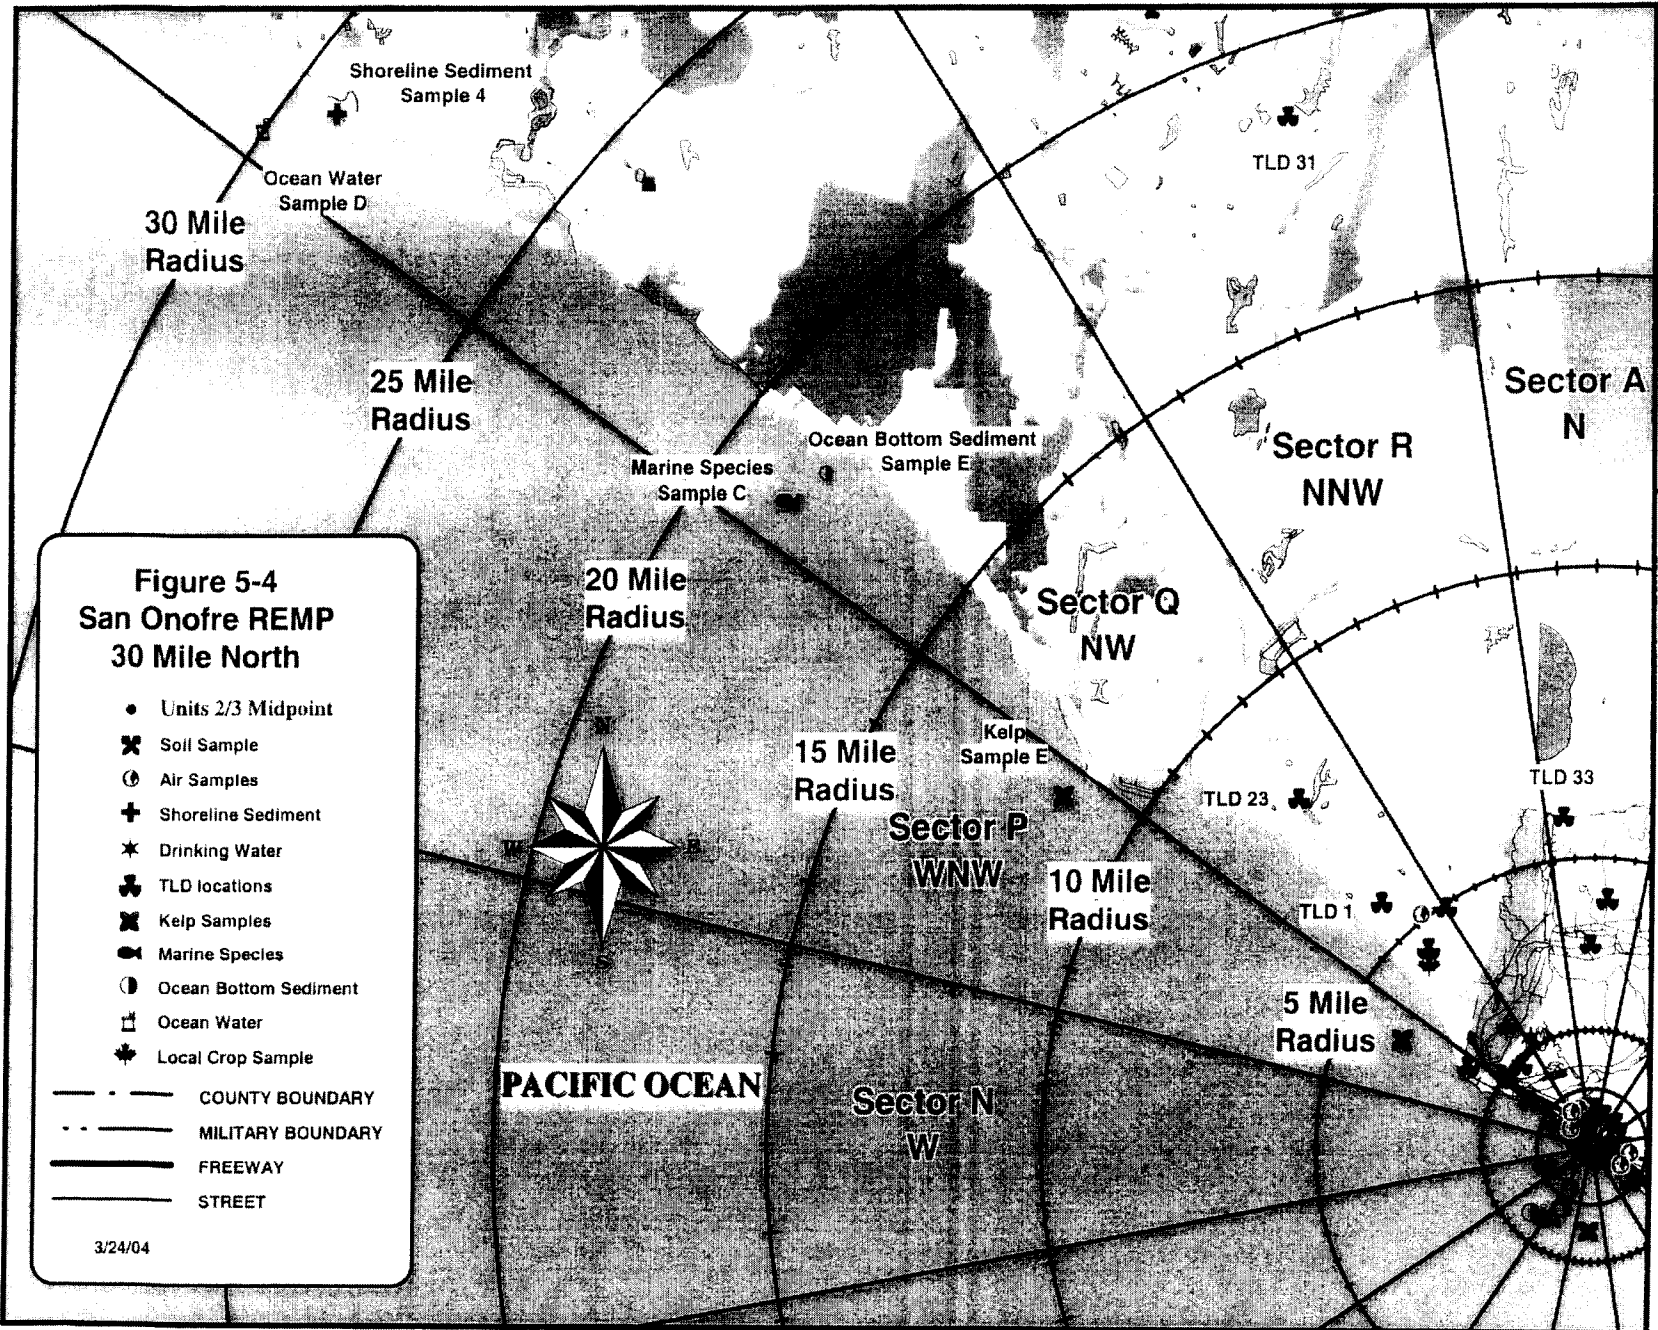 Shoreline Sediment
Sample 4
Ocean Water
Sample D
30 Mile
Radius
TLD 31
25 Mile
Radius
Sector A
N
Ocean Bottom Sediment
Sample E
Sector R
NNW
Marine Species
Sample C
20 Mile
Radius
Sector Q
NW
Figure 5-4
San Onofre REMP
30 Mile North
Units 2/3 Midpoint
Soil Sample
Air Samples
Shoreline Sediment
Drinking Water
TLD locations
Kelp Samples
Marine Species
Ocean Bottom Sediment
Ocean Water
Local Crop Sample
COUNTY BOUNDARY
MILITARY BOUNDARY
FREEWAY
STREET
3/24/04
N
W
E
S
Kelp
Sample E
15 Mile
Radius
TLD 23
TLD 33
Sector P
WNW
10 Mile
Radius
TLD 1
5 Mile
Radius
PACIFIC OCEAN
Sector N
W